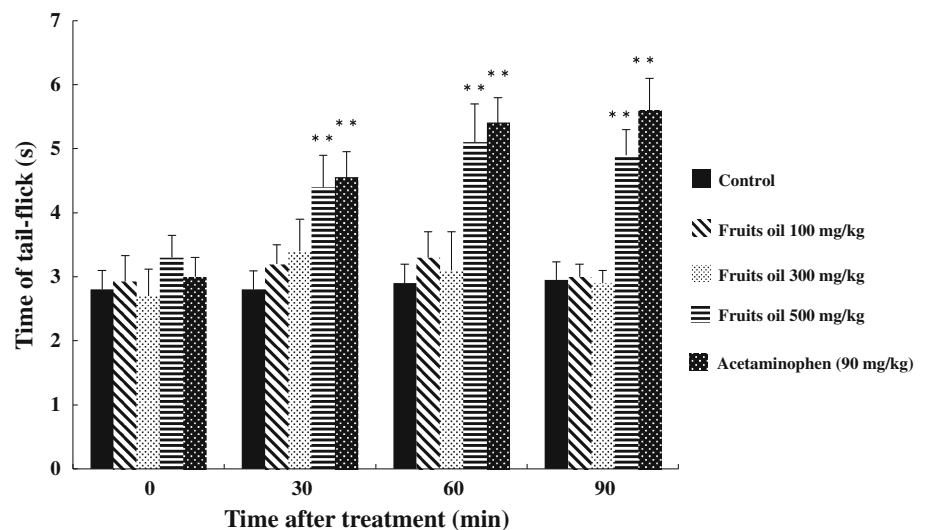 7
6
5
4
3
2
1
0
Time of tail-flick (s)
** **
** **
** **
0 30 60 90
Time after treatment (min)
Control
Fruits oil 100 mg/kg
Fruits oil 300 mg/kg
Fruits oil 500 mg/kg
Acetaminophen (90 mg/kg)